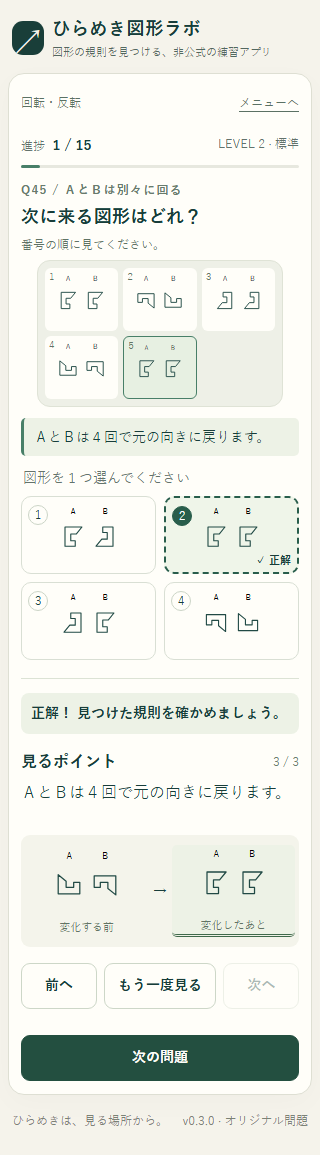 ひらめき図形ラボ
図形の規則を見つける、非公式の練習アプリ
回転・反転
メニューへ
進捗 1 / 15
LEVEL 2 · 標準
Q45 / AとBは別々に回る
次に来る図形はどれ？
番号の順に見てください。
1 A B
2 A B
3 A B
4 A B
5 A B
AとBは4回で元の向きに戻ります。
図形を1つ選んでください
1 A B
2 A B
✓ 正解
3 A B
4 A B
正解！ 見つけた規則を確かめましょう。
見るポイント
3 / 3
AとBは4回で元の向きに戻ります。
A B
→
A B
変化する前
変化したあと
前へ
もう一度見る
次へ
次の問題
ひらめきは、見る場所から。
v0.3.0 · オリジナル問題